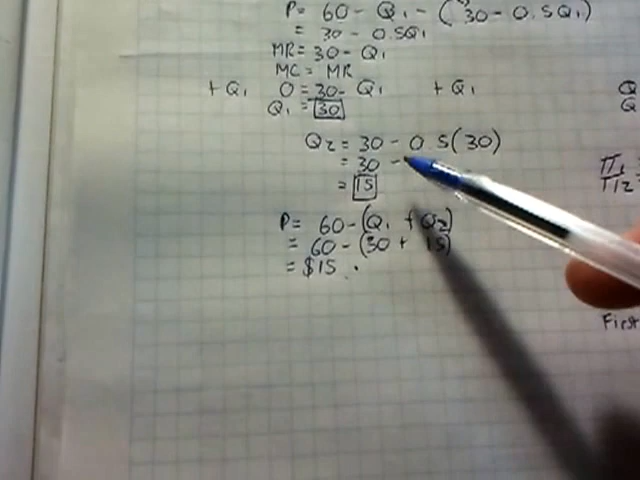 P = 60 - Q₁ - (30 - 0.5Q₁)
= 30 - 0.5Q₁
MR = 30 - Q₁
MC = MR
+ Q₁ 0 = 30 - Q₁ + Q₁
Q₁ = 30
Q₂ = 30 - 0.5(30)
= 30 -
= 15
P = 60 - (Q₁ + Q₂)
= 60 - (30 + 15)
= $15
Q
Q
π₁ =
π₂ =
First